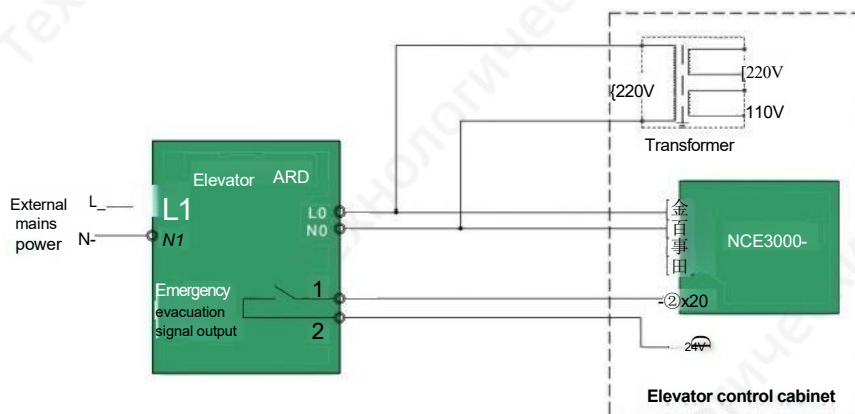 [220V
{220V
110V
Transformer
Elevator ARD
External
mains
power
L_
L1
N-
N1
L0
N0
金
百
事
田
NCE3000-
Emergency
evacuation
signal output
1
2
-②x20
24V
Elevator control cabinet